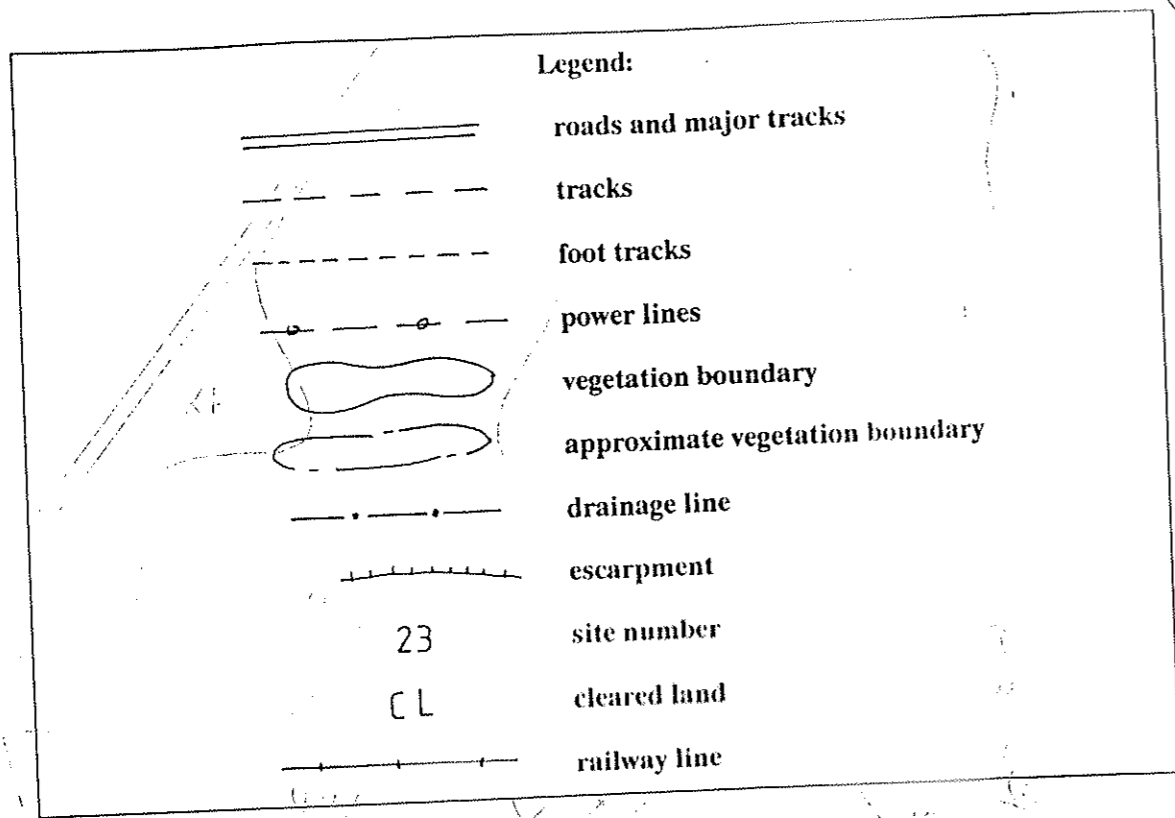 Legend:
roads and major tracks
tracks
foot tracks
power lines
vegetation boundary
approximate vegetation boundary
drainage line
escarpment
23 site number
CL cleared land
railway line